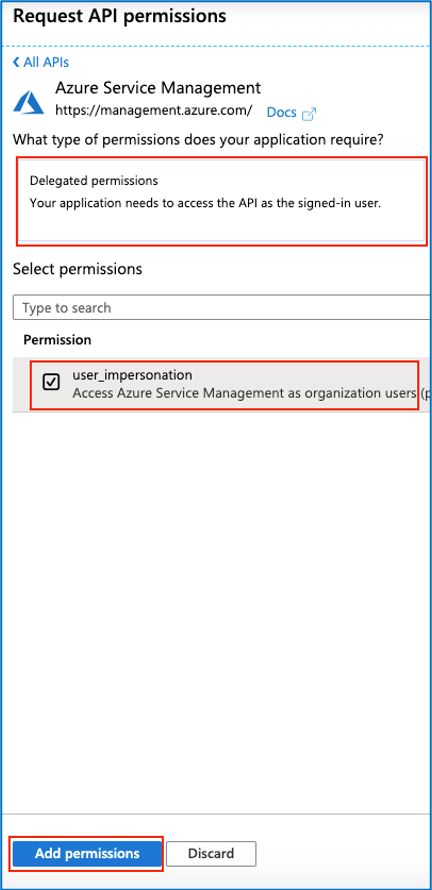 Request API permissions
All APIs
Azure Service Management
https://management.azure.com/ Docs
What type of permissions does your application require?
Delegated permissions
Your application needs to access the API as the signed-in user.
Select permissions
Type to search
Permission
user_impersonation
Access Azure Service Management as organization users (p
Add permissions Discard